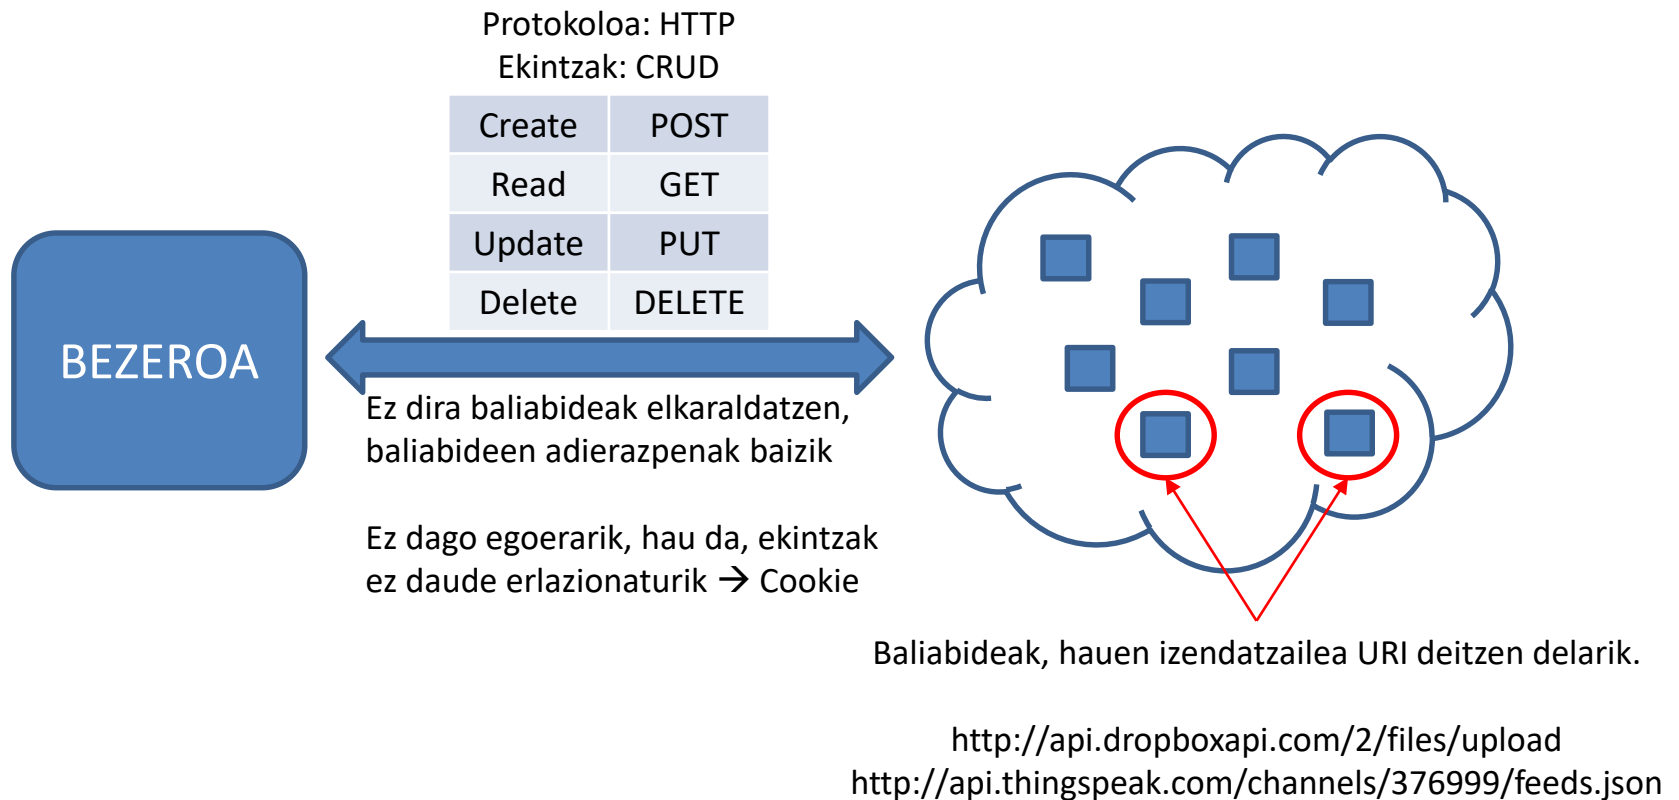 Protokoloa: HTTP
Ekintzak: CRUD
Create POST
Read GET
Update PUT
Delete DELETE
BEZEROA
Ez dira baliabideak elkaraldatzen,
baliabideen adierazpenak baizik
Ez dago egoerarik, hau da, ekintzak
ez daude erlazionaturik → Cookie
Baliabideak, hauen izendatzailea URI deitzen delarik.
http://api.dropboxapi.com/2/files/upload
http://api.thingspeak.com/channels/376999/feeds.json